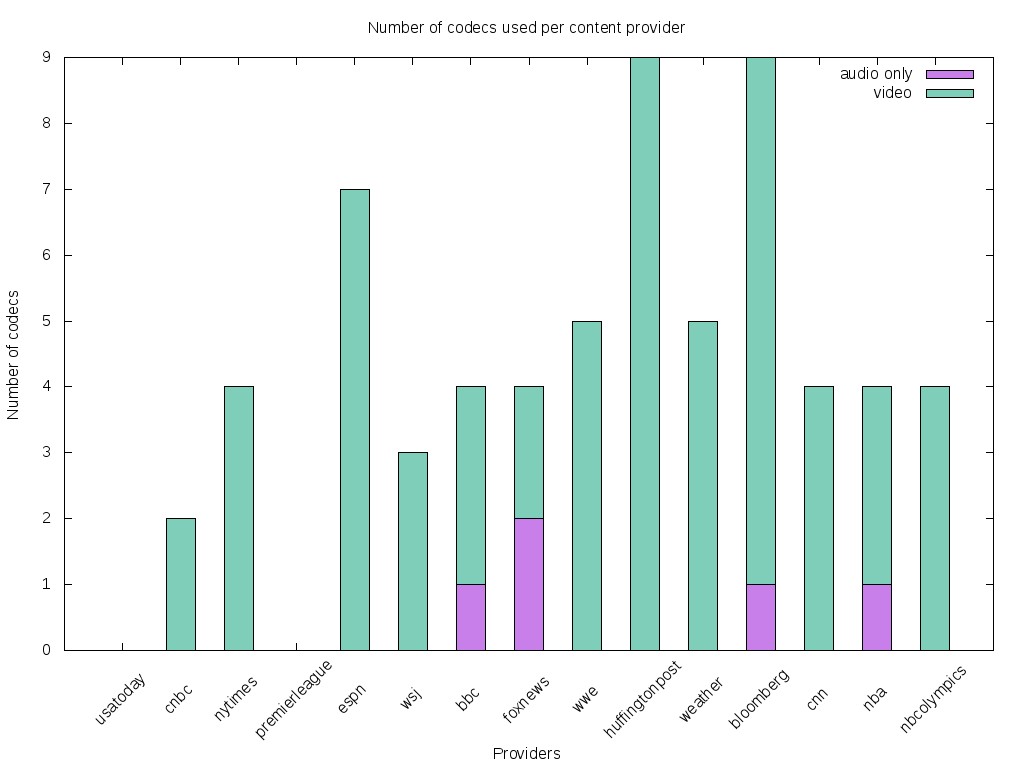 Number of codecs used per content provider
audio only
video
9
8
7
6
5
4
3
2
1
0
Number of codecs
usatoday
cnbc
nytimes
premierleague
espn
wsj
bbc
foxnews
wwe
huffingtonpost
weather
bloomberg
cnn
nba
nbcolympics
Providers